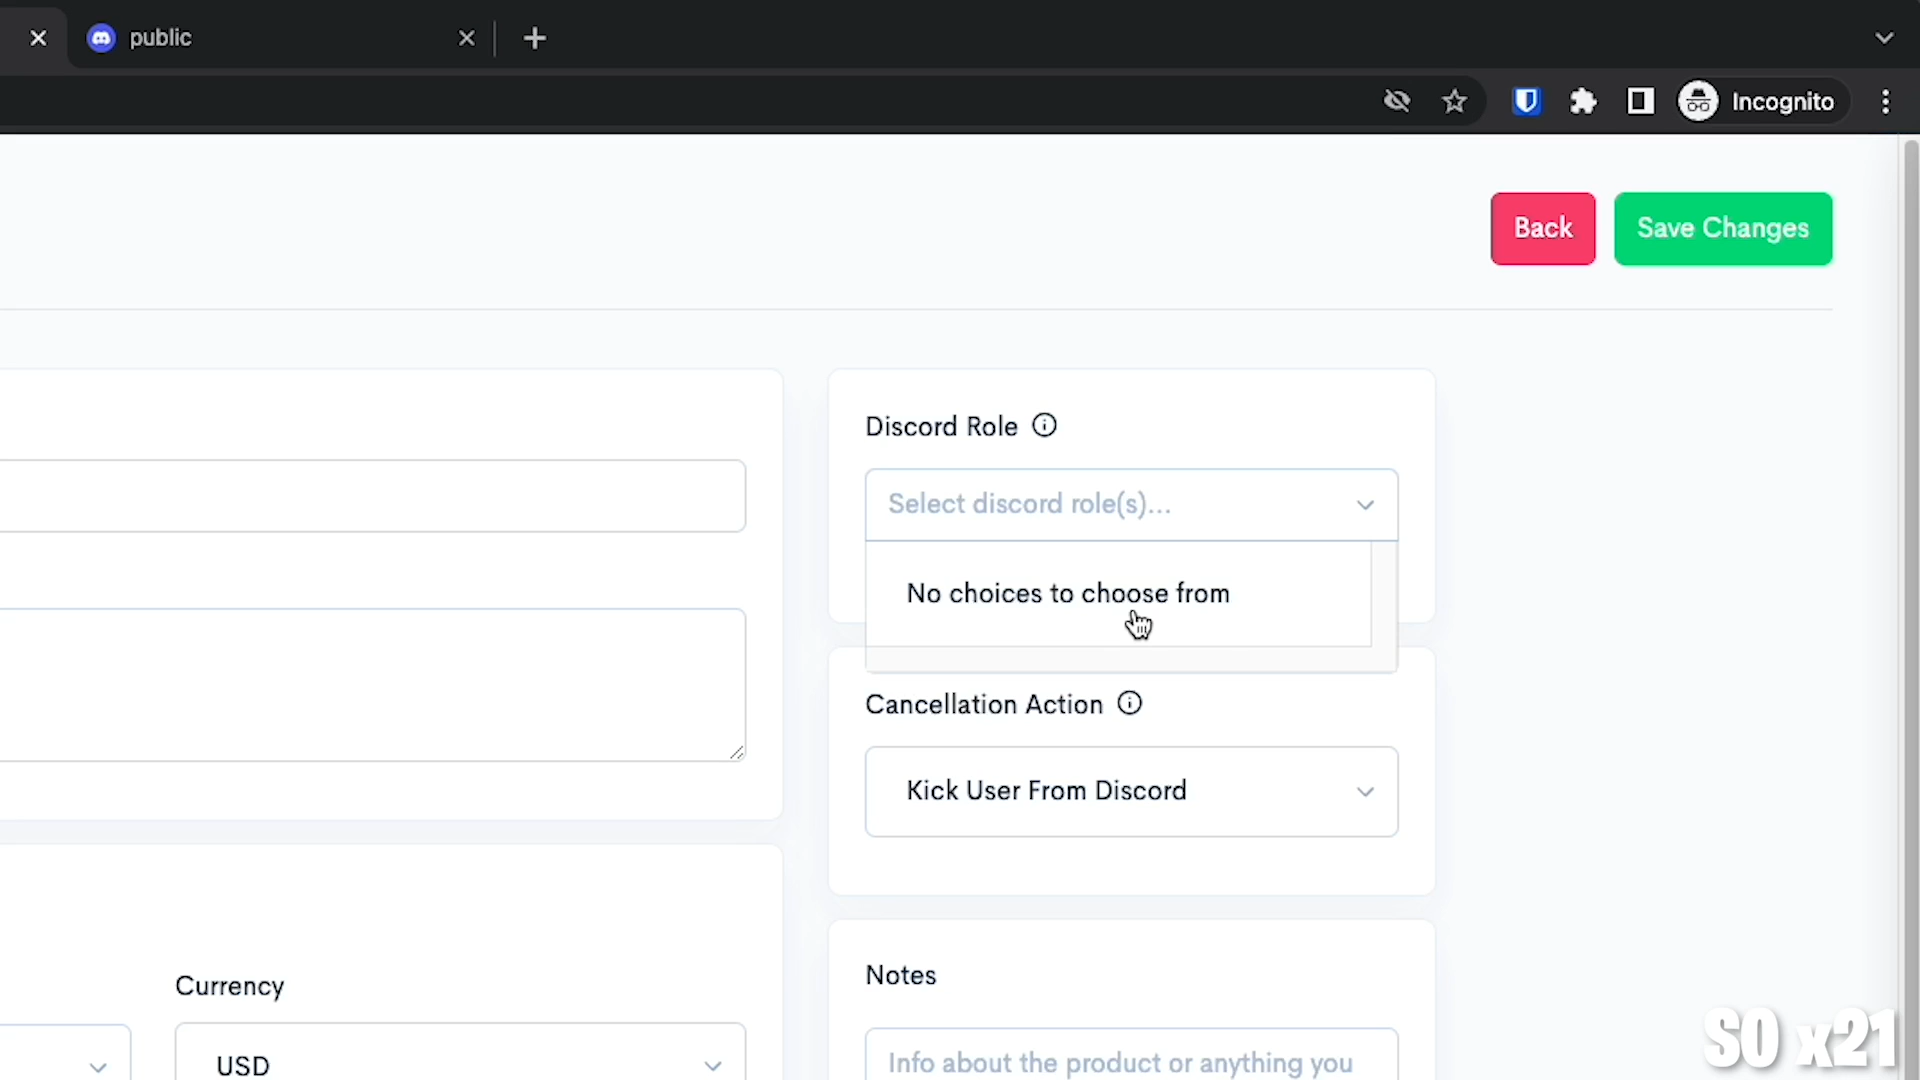 public
Incognito
Back
Save Changes
Discord Role
Select discord role(s)...
No choices to choose from
Cancellation Action
Kick User From Discord
Notes
Info about the product or anything you
Currency
USD
SO x21